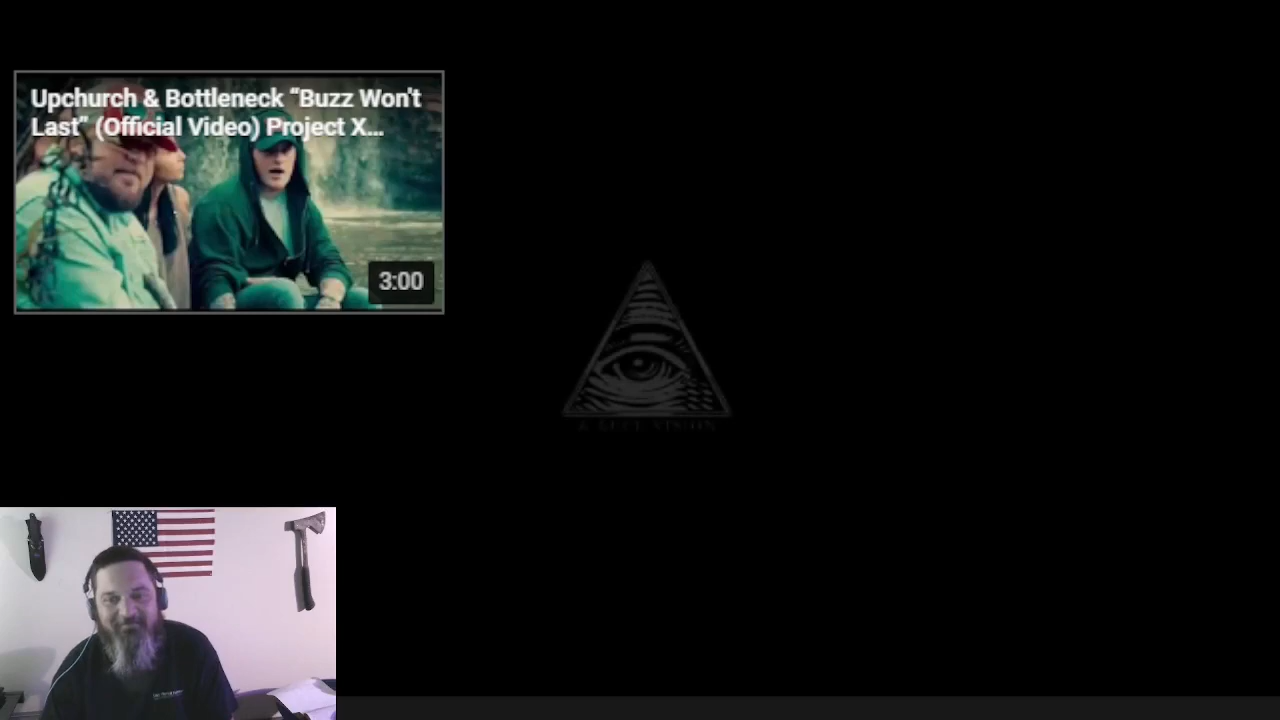 Upchurch & Bottleneck “Buzz Won't
Last” (Official Video) Project X...
3:00